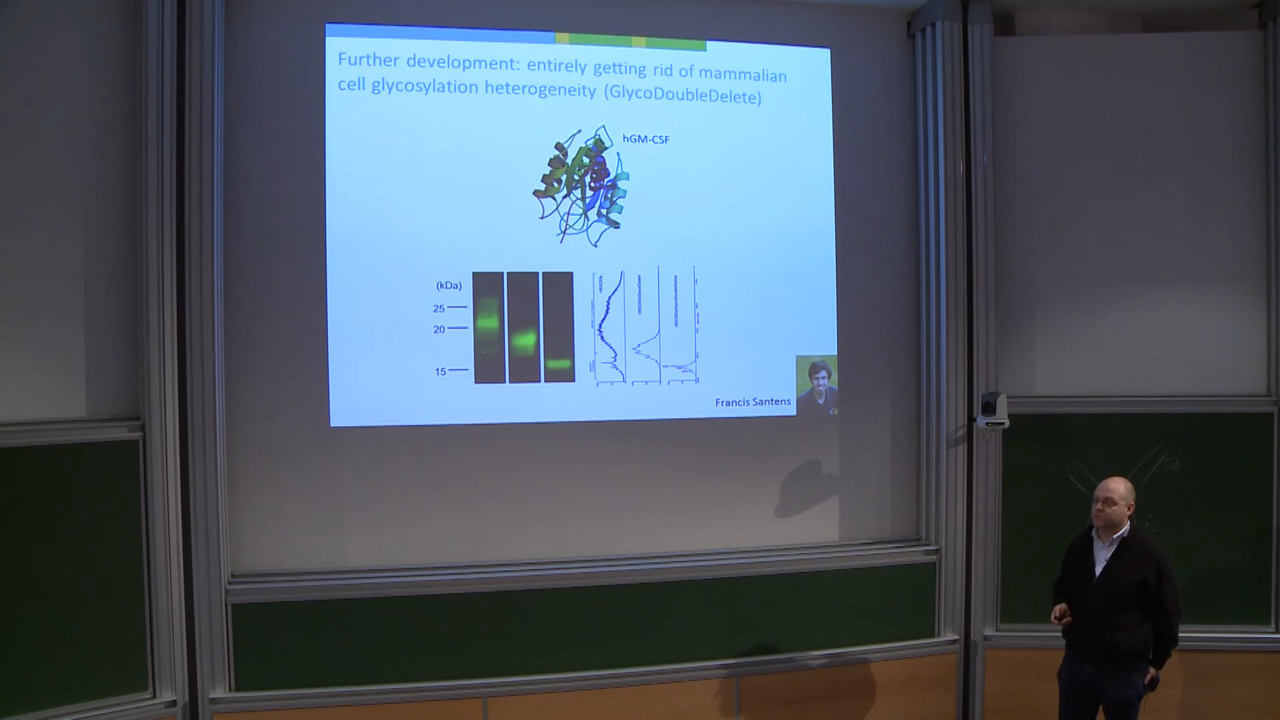 Further development: entirely getting rid of mammalian
cell glycosylation heterogeneity (GlycoDoubleDelete)
hGM-CSF
(kDa)
25
20
15
Francis Santens